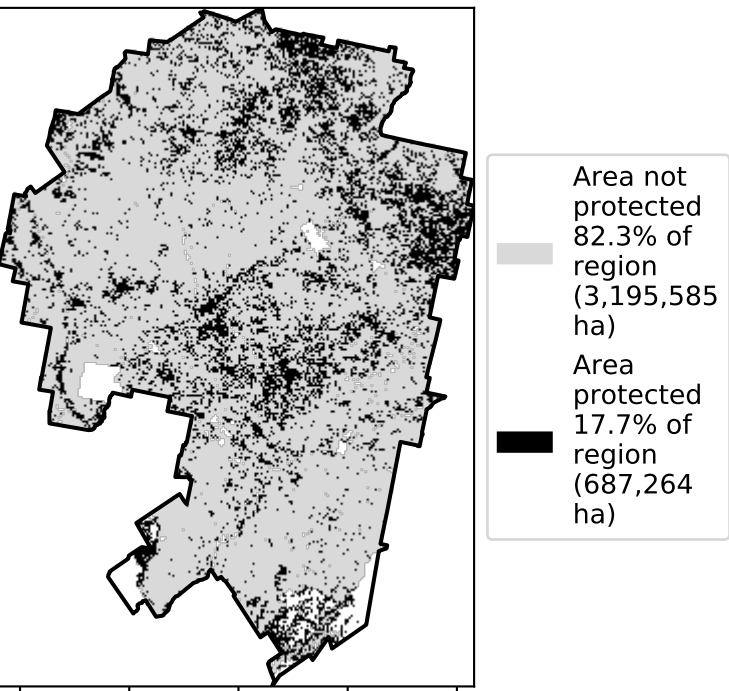 Area not
protected
82.3% of
region
(3,195,585
ha)
Area
protected
17.7% of
region
(687,264
ha)